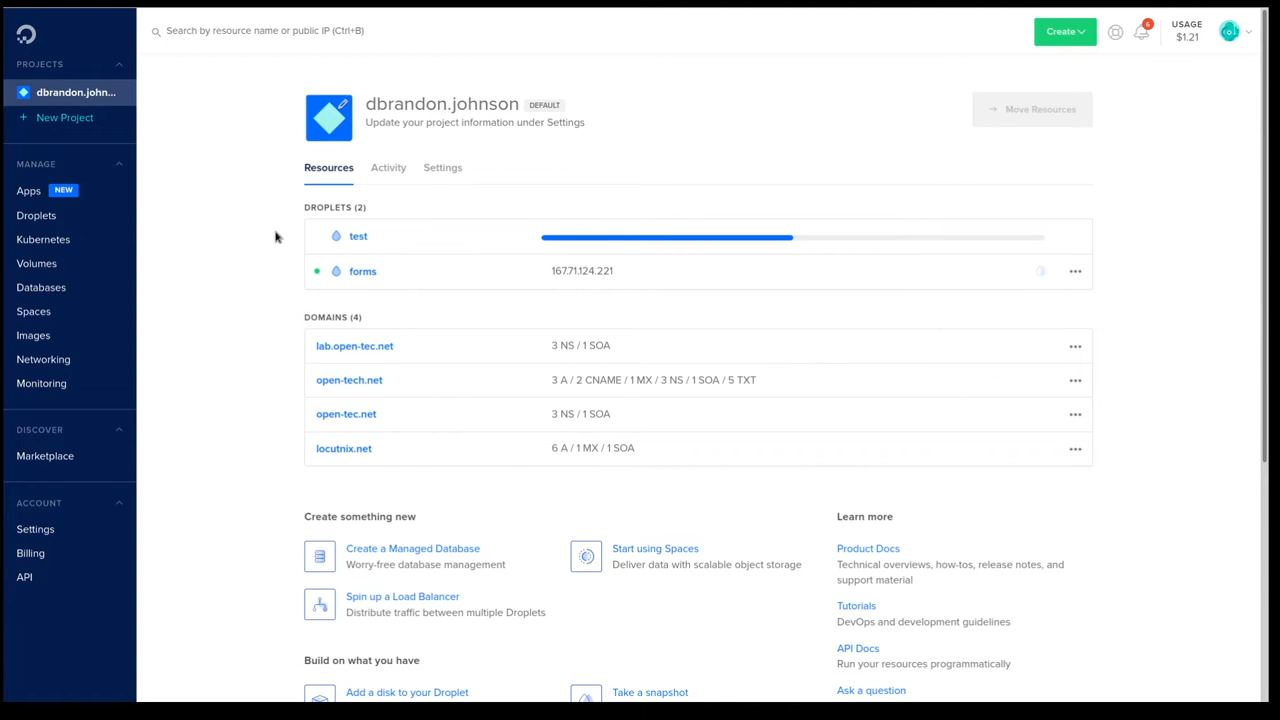 Search by resource name or public IP (Ctrl+B)
Create
6
USAGE
$1.21
PROJECTS
dbrandon.john...
+ New Project
MANAGE
Apps NEW
Droplets
Kubernetes
Volumes
Databases
Spaces
Images
Networking
Monitoring
DISCOVER
Marketplace
ACCOUNT
Settings
Billing
API
dbrandon.johnson DEFAULT
Update your project information under Settings
→ Move Resources
Resources Activity Settings
DROPLETS (2)
test
forms 167.71.124.221
DOMAINS (4)
lab.open-tec.net 3 NS / 1 SOA
open-tech.net 3 A / 2 CNAME / 1 MX / 3 NS / 1 SOA / 5 TXT
open-tec.net 3 NS / 1 SOA
locutnix.net 6 A / 1 MX / 1 SOA
Create something new
Create a Managed Database
Worry-free database management
Start using Spaces
Deliver data with scalable object storage
Spin up a Load Balancer
Distribute traffic between multiple Droplets
Build on what you have
Add a disk to your Droplet
Take a snapshot
Learn more
Product Docs
Technical overviews, how-tos, release notes, and
support material
Tutorials
DevOps and development guidelines
API Docs
Run your resources programmatically
Ask a question